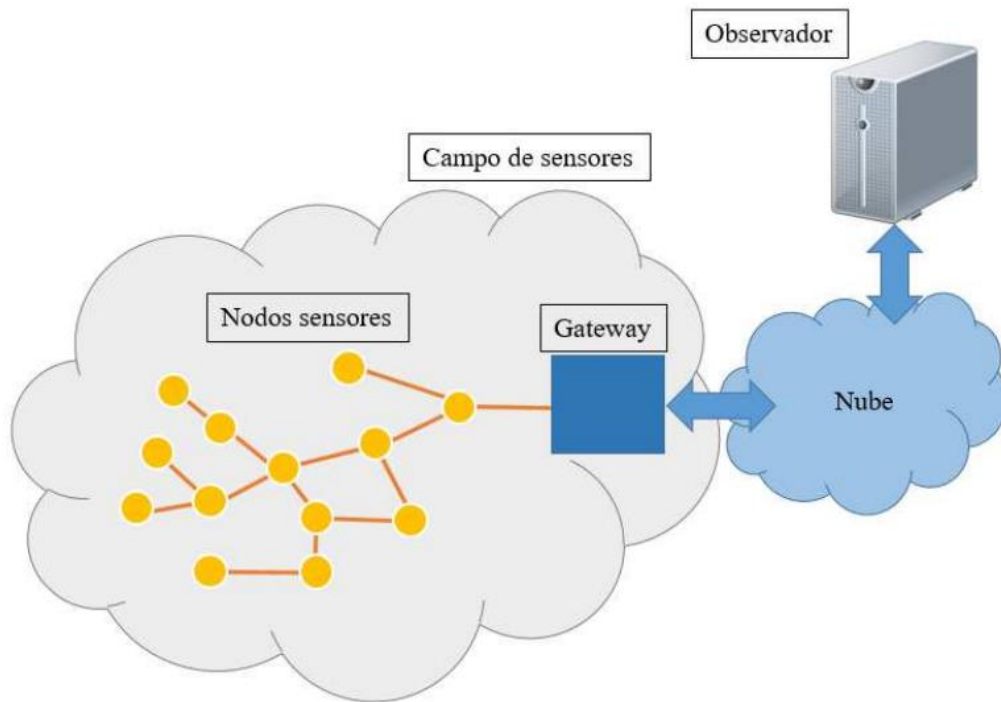 Observador
Campo de sensores
Nodos sensores
Gateway
Nube